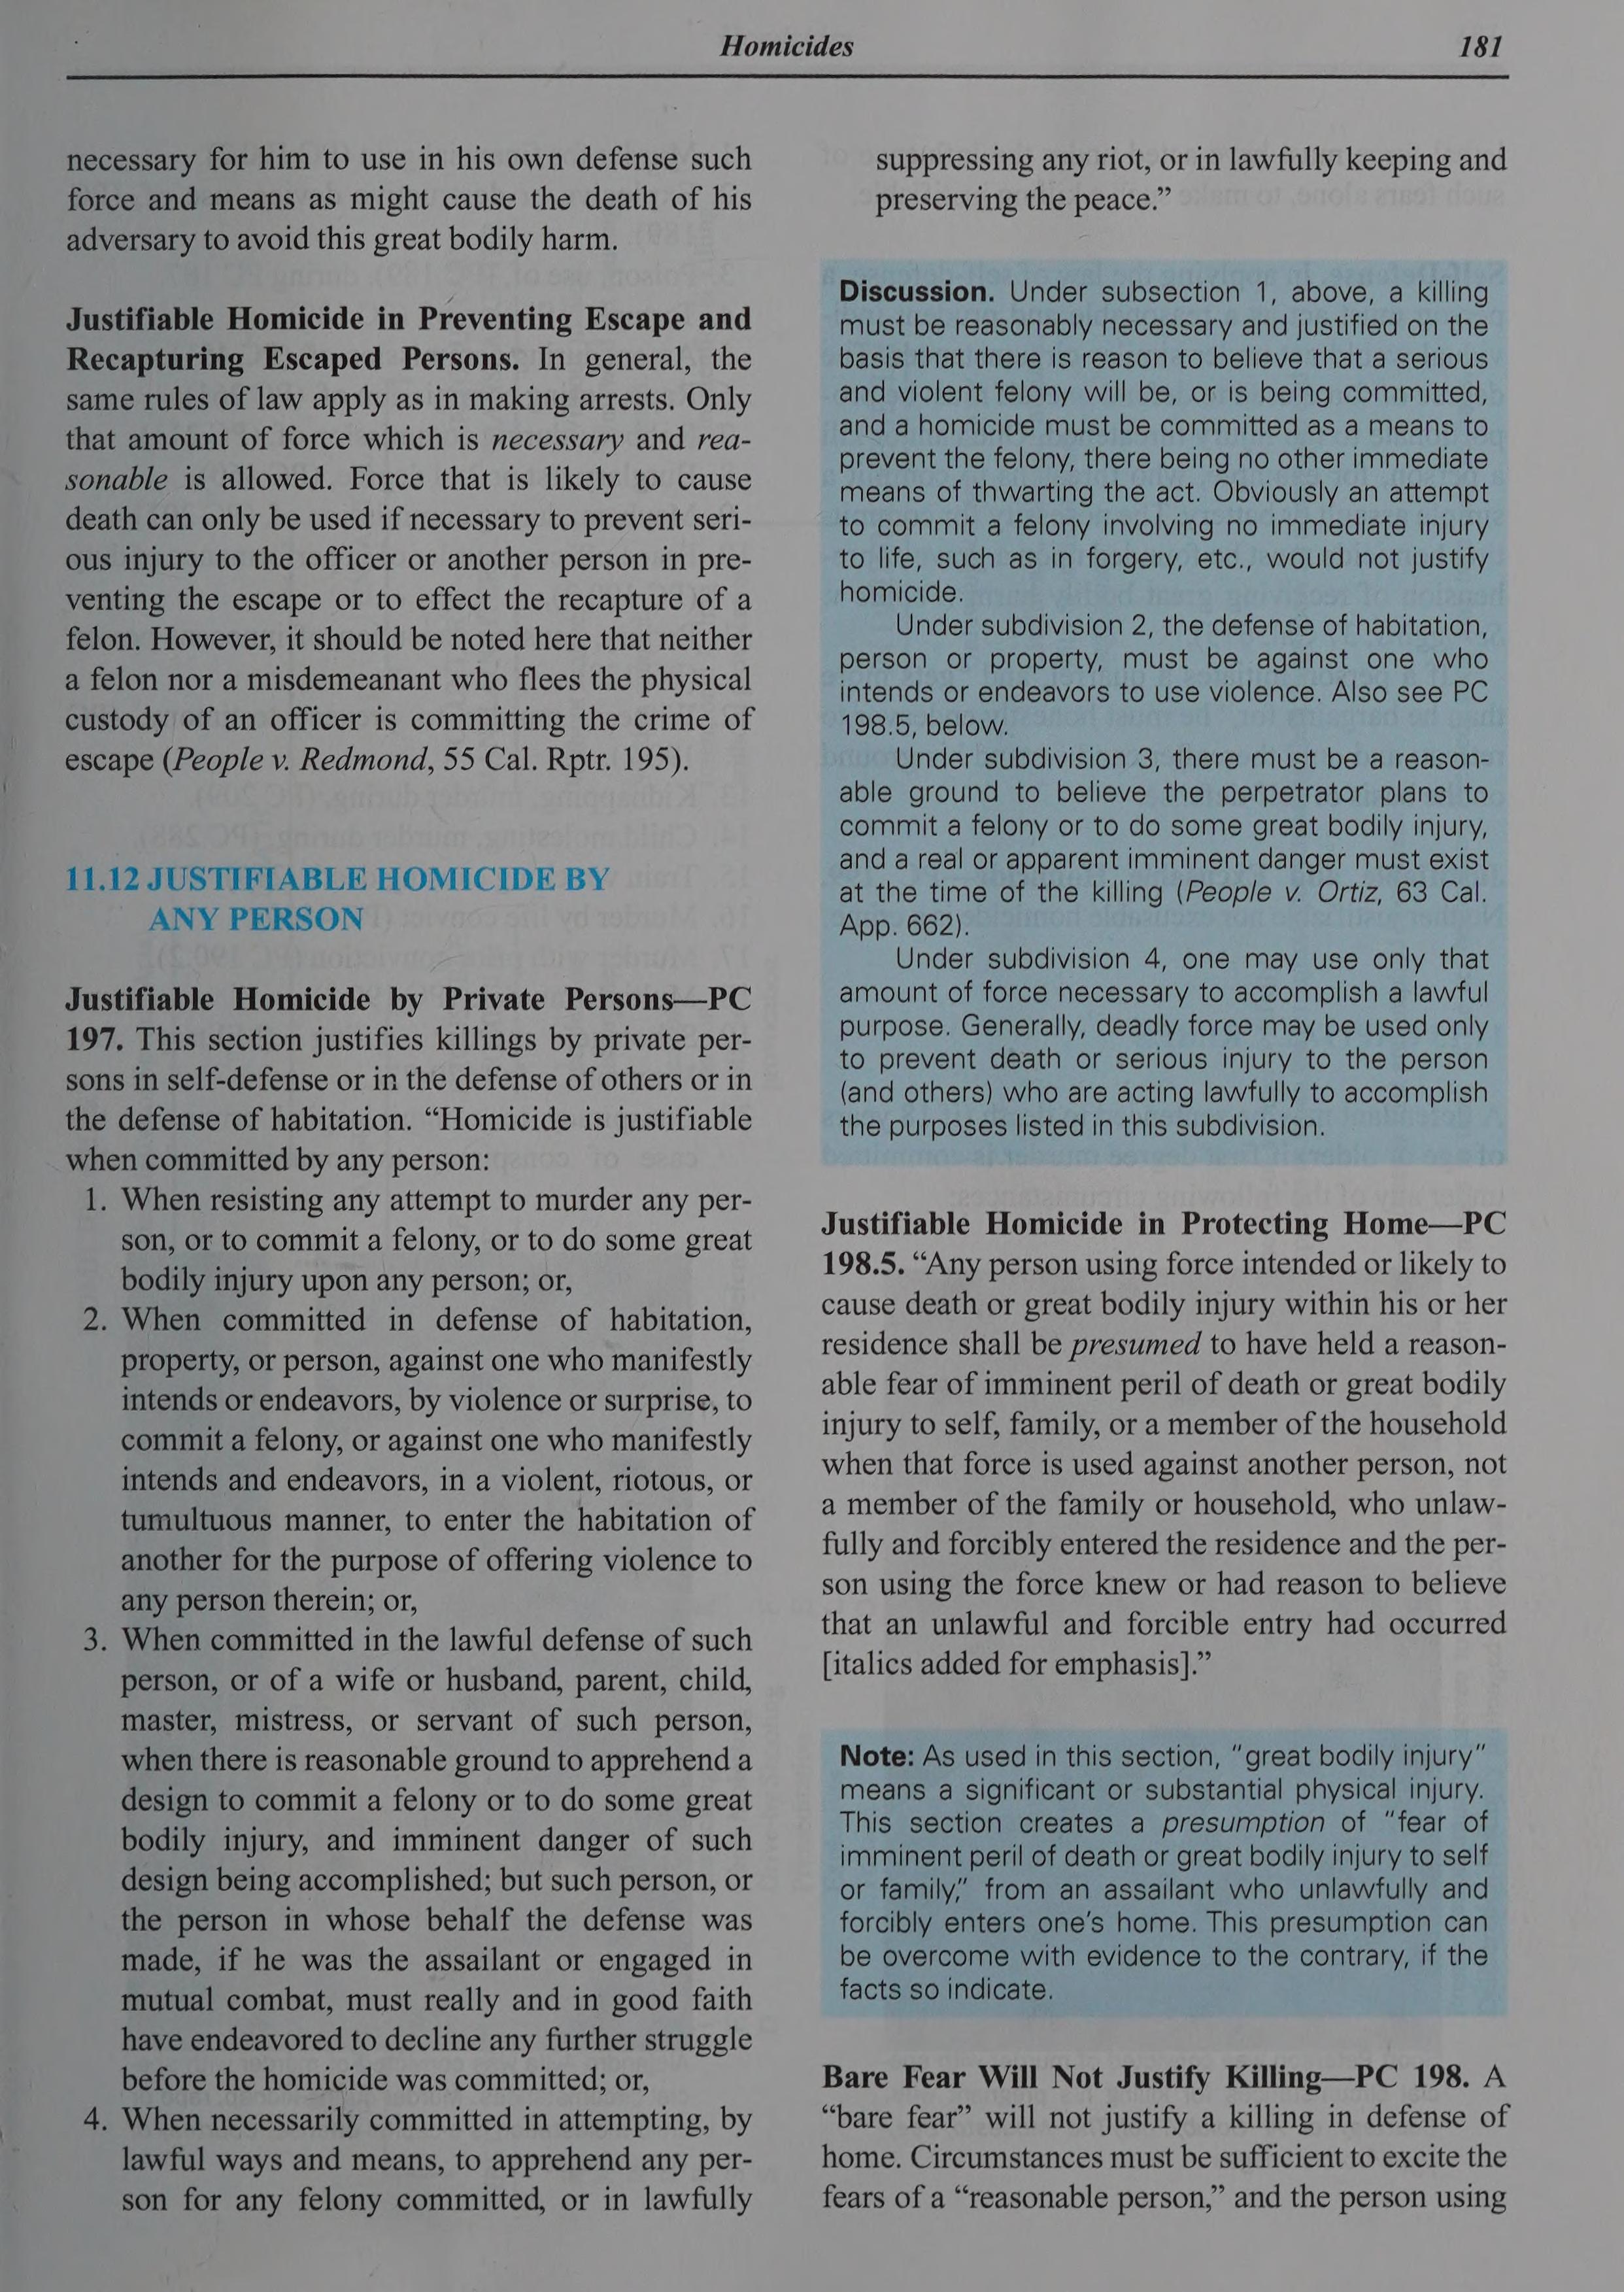 Homicides
181
necessary for him to use in his own defense such
force and means as might cause the death of his
adversary to avoid this great bodily harm.
Justifiable Homicide in Preventing Escape and
Recapturing Escaped Persons. In general, the
same rules of law apply as in making arrests. Only
that amount of force which is necessary and rea-
sonable is allowed. Force that is likely to cause
death can only be used if necessary to prevent seri-
ous injury to the officer or another person in pre-
venting the escape or to effect the recapture of a
felon. However, it should be noted here that neither
a felon nor a misdemeanant who flees the physical
custody of an officer is committing the crime of
escape (People v. Redmond, 55 Cal. Rptr. 195).
11.12 JUSTIFIABLE HOMICIDE BY
ANY PERSON
Justifiable Homicide by Private Persons—PC
197. This section justifies killings by private per-
sons in self-defense or in the defense of others or in
the defense of habitation. “Homicide is justifiable
when committed by any person:
1. When resisting any attempt to murder any per-
son, or to commit a felony, or to do some great
bodily injury upon any person; or,
2. When committed in defense of habitation,
property, or person, against one who manifestly
intends or endeavors, by violence or surprise, to
commit a felony, or against one who manifestly
intends and endeavors, in a violent, riotous, or
tumultuous manner, to enter the habitation of
another for the purpose of offering violence to
any person therein; or,
3. When committed in the lawful defense of such
person, or of a wife or husband, parent, child,
master, mistress, or servant of such person,
when there is reasonable ground to apprehend a
design to commit a felony or to do some great
bodily injury, and imminent danger of such
design being accomplished; but such person, or
the person in whose behalf the defense was
made, if he was the assailant or engaged in
mutual combat, must really and in good faith
have endeavored to decline any further struggle
before the homicide was committed; or,
4. When necessarily committed in attempting, by
lawful ways and means, to apprehend any per-
son for any felony committed, or in lawfully
suppressing any riot, or in lawfully keeping and
preserving the peace.”
Discussion. Under subsection 1, above, a killing
must be reasonably necessary and justified on the
basis that there is reason to believe that a serious
and violent felony will be, or is being committed,
and a homicide must be committed as a means to
prevent the felony, there being no other immediate
means of thwarting the act. Obviously an attempt
to commit a felony involving no immediate injury
to life, such as in forgery, etc., would not justify
homicide.
Under subdivision 2, the defense of habitation,
person or property, must be against one who
intends or endeavors to use violence. Also see PC
198.5, below.
Under subdivision 3, there must be a reason-
able ground to believe the perpetrator plans to
commit a felony or to do some great bodily injury,
and a real or apparent imminent danger must exist
at the time of the killing (People v. Ortiz, 63 Cal.
App. 662).
Under subdivision 4, one may use only that
amount of force necessary to accomplish a lawful
purpose. Generally, deadly force may be used only
to prevent death or serious injury to the person
(and others) who are acting lawfully to accomplish
the purposes listed in this subdivision.
Justifiable Homicide in Protecting Home—PC
198.5. “Any person using force intended or likely to
cause death or great bodily injury within his or her
residence shall be presumed to have held a reason-
able fear of imminent peril of death or great bodily
injury to self, family, or a member of the household
when that force is used against another person, not
a member of the family or household, who unlaw-
fully and forcibly entered the residence and the per-
son using the force knew or had reason to believe
that an unlawful and forcible entry had occurred
[italics added for emphasis].”
Note: As used in this section, “great bodily injury”
means a significant or substantial physical injury.
This section creates a presumption of “fear of
imminent peril of death or great bodily injury to self
or family,” from an assailant who unlawfully and
forcibly enters one’s home. This presumption can
be overcome with evidence to the contrary, if the
facts so indicate.
Bare Fear Will Not Justify Killing—PC 198. A
“bare fear” will not justify a killing in defense of
home. Circumstances must be sufficient to excite the
fears of a “reasonable person,” and the person using